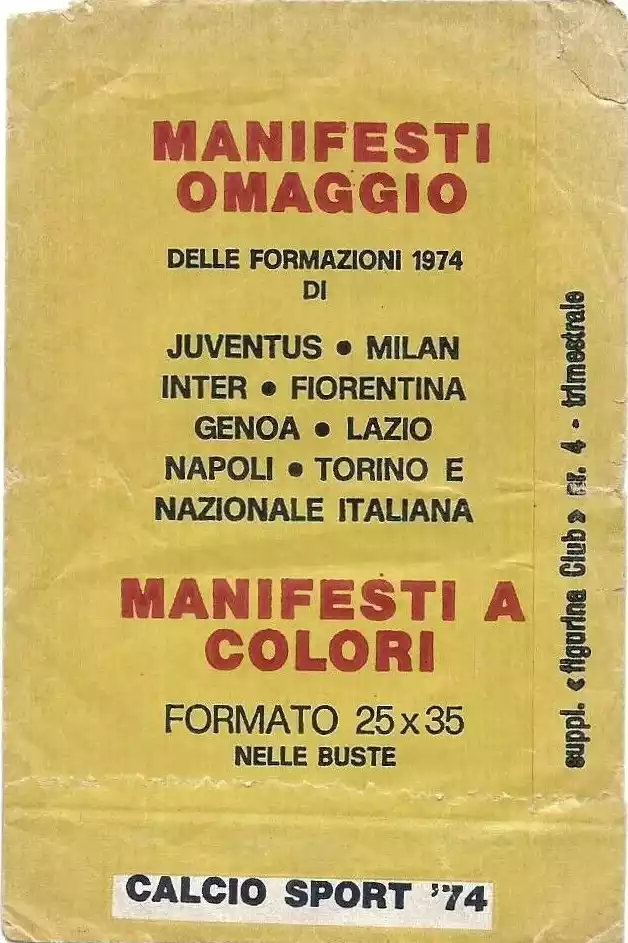 MANIFESTI
OMAGGIO
DELLE FORMAZIONI 1974
DI
JUVENTUS • MILAN
INTER • FIORENTINA
GENOA • LAZIO
NAPOLI • TORINO E
NAZIONALE ITALIANA
MANIFESTI A
COLORI
FORMATO 25 x 35
NELLE BUSTE
CALCIO SPORT '74
suppl. «figurina Club» nr. 4 - trimestrale